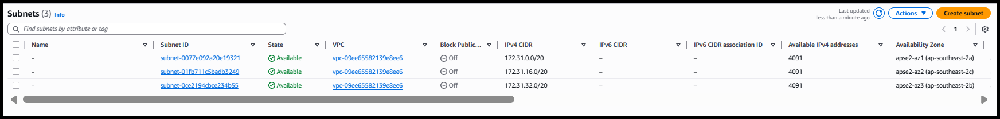 Subnets (3) Info
Last updated
less than a minute ago
Actions
Create subnet
Find subnets by attribute or tag
1
Name Subnet ID State VPC Block Public... IPv4 CIDR IPv6 CIDR IPv6 CIDR association ID Available IPv4 addresses Availability Zone
– subnet-0077e092a20e19321 Available vpc-09ee65582139e8ee6 Off 172.31.0.0/20 – – 4091 apse2-az1 (ap-southeast-2a)
– subnet-01fb711c5badb3249 Available vpc-09ee65582139e8ee6 Off 172.31.16.0/20 – – 4091 apse2-az2 (ap-southeast-2c)
– subnet-0ce2194cbce234b55 Available vpc-09ee65582139e8ee6 Off 172.31.32.0/20 – – 4091 apse2-az3 (ap-southeast-2b)